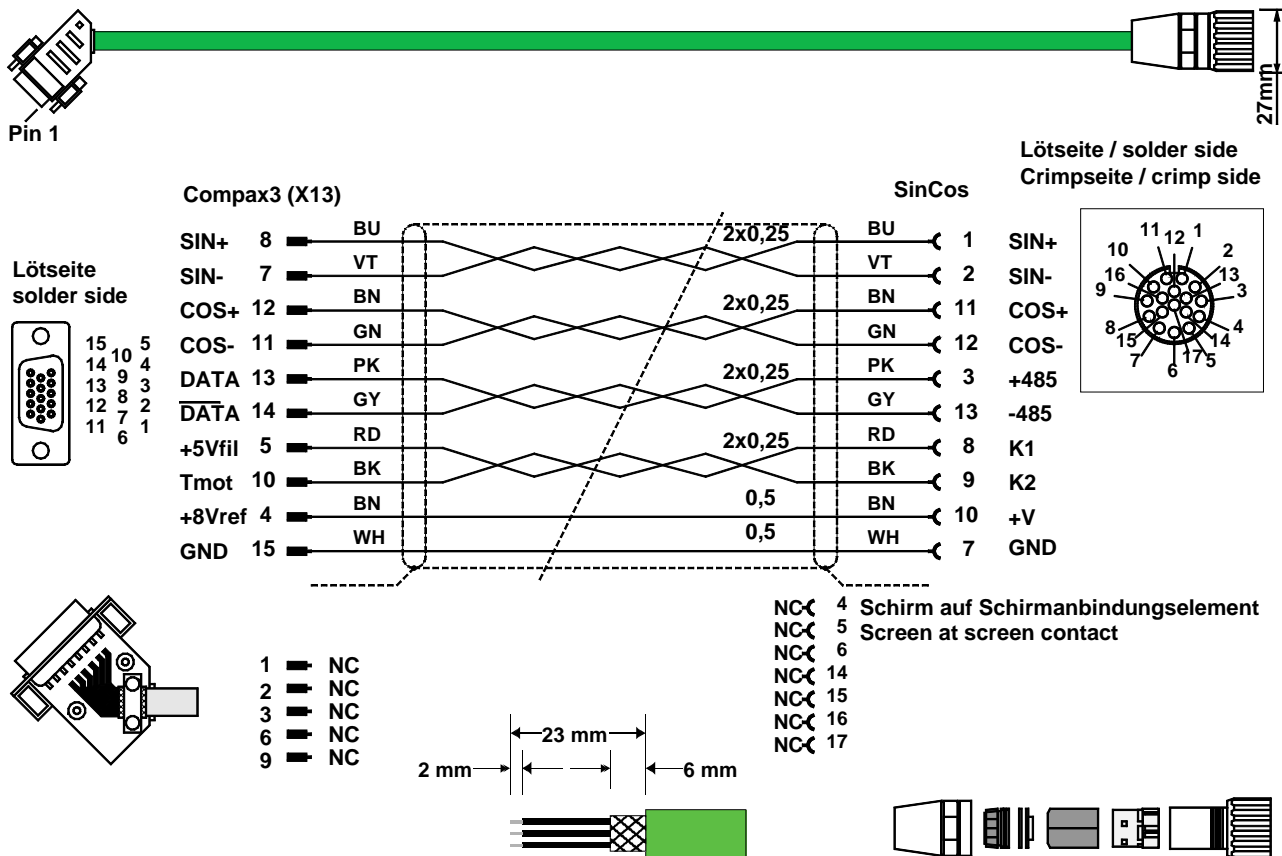 Pin 1
27mm
Lötseite / solder side
Crimpseite / crimp side
Compax3 (X13)
SinCos
Lötseite
solder side
15 5
10
14 4
9
13 3
8
12 2
7
11 1
6
SIN+ 8 BU 2x0,25 BU 1 SIN+
SIN- 7 VT VT 2 SIN-
COS+ 12 BN 2x0,25 BN 11 COS+
COS- 11 GN GN 12 COS-
DATA 13 PK 2x0,25 PK 3 +485
DATA 14 GY GY 13 -485
+5Vfil 5 RD 2x0,25 RD 8 K1
Tmot 10 BK BK 9 K2
+8Vref 4 BN 0,5 BN 10 +V
GND 15 WH 0,5 WH 7 GND
11 12 1
10 2
16 13
9 3
8 4
15 14
7 17 5
6
NC 4 Schirm auf Schirmanbindungselement
NC 5 Screen at screen contact
NC 6
NC 14
NC 15
NC 16
NC 17
1 NC
2 NC
3 NC
6 NC
9 NC
23 mm
2 mm 6 mm